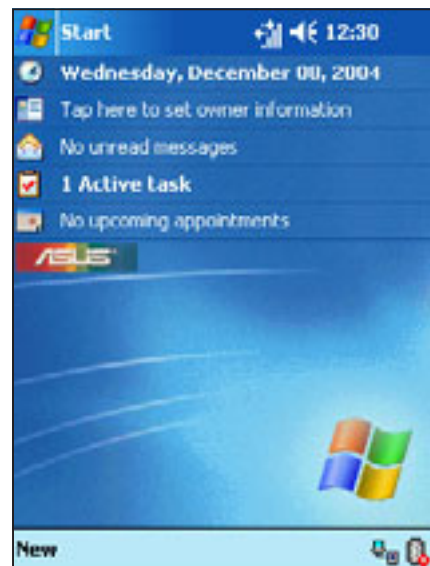 Start 12:30
Wednesday, December 08, 2004
Tap here to set owner information
No unread messages
1 Active task
No upcoming appointments
ASUS
New